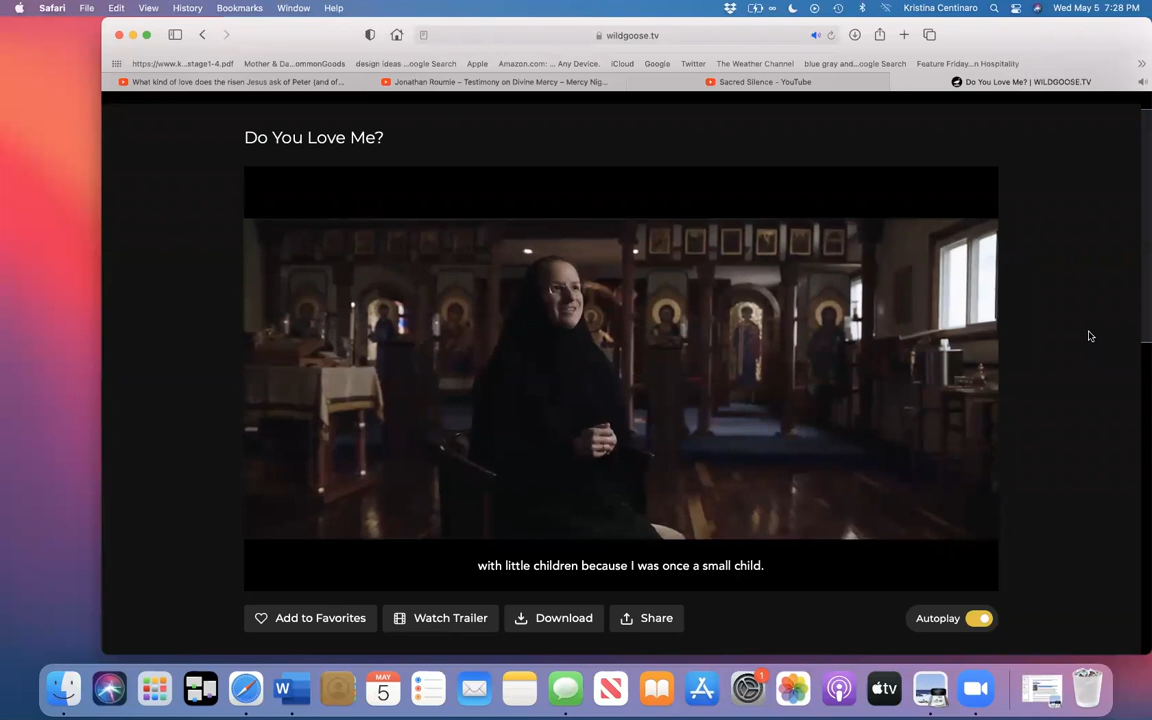 Safari File Edit View History Bookmarks Window Help Kristina Centinaro Wed May 5 7:28 PM
wildgoose.tv
https://www.k...stage1-4.pdf Mother & Da...ommonGoods design ideas ...oogle Search Apple Amazon.com: ... Any Device. iCloud Google Twitter The Weather Channel blue gray and...oogle Search Feature Friday...n Hospitality
What kind of love does the risen Jesus ask of Peter (and of... Jonathan Roumie – Testimony on Divine Mercy – Mercy Nig... Sacred Silence - YouTube Do You Love Me? | WILDGOOSE.TV
Do You Love Me?
with little children because I was once a small child.
Add to Favorites Watch Trailer Download Share Autoplay
MAY
5
W
1
tv